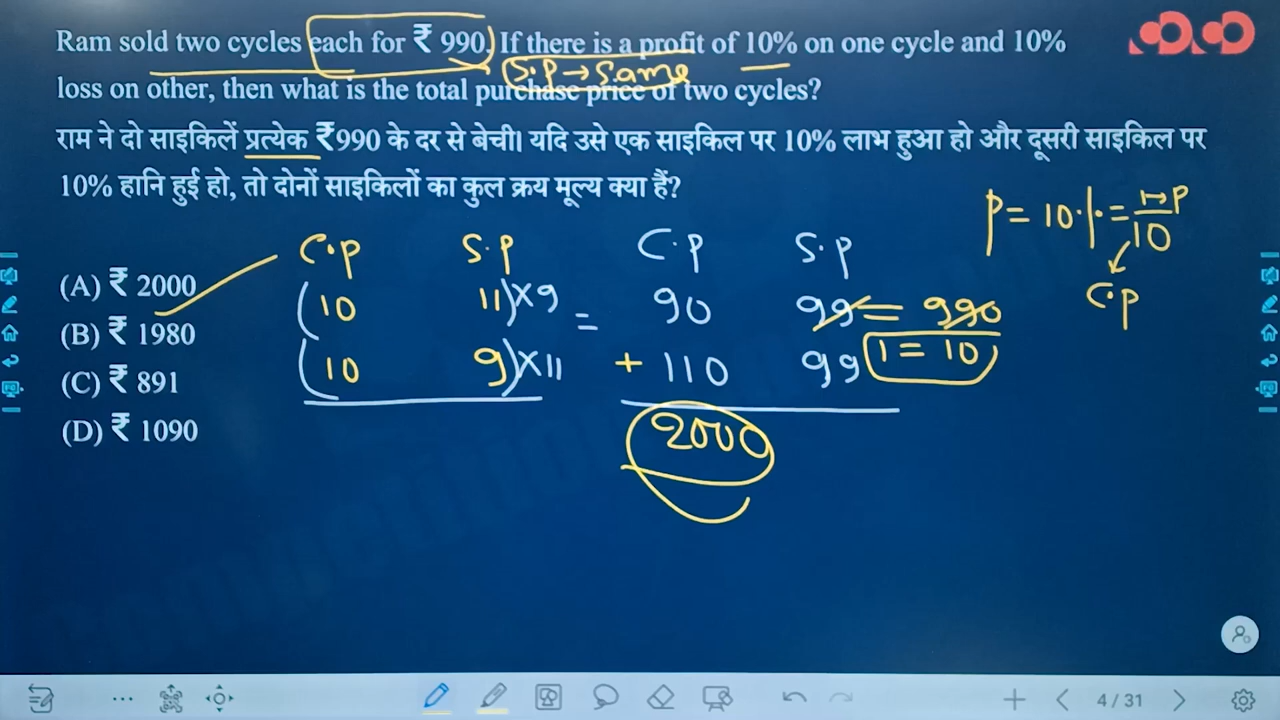 Ram sold two cycles each for ₹ 990. If there is a profit of 10% on one cycle and 10%
S.P → Same
loss on other, then what is the total purchase price of two cycles?
राम ने दो साइकिलें प्रत्येक ₹990 के दर से बेची। यदि उसे एक साइकिल पर 10% लाभ हुआ हो और दूसरी साइकिल पर
10% हानि हुई हो, तो दोनों साइकिलों का कुल क्रय मूल्य क्या हैं?
P = 10% = 1→P/10
C.P
C.P S.P C.P S.P
(A) ₹ 2000
(10 11)×9 = 90 99 = 990
(B) ₹ 1980
(10 9)×11 + 110 99 1 = 10
(C) ₹ 891
2000
(D) ₹ 1090
4 / 31